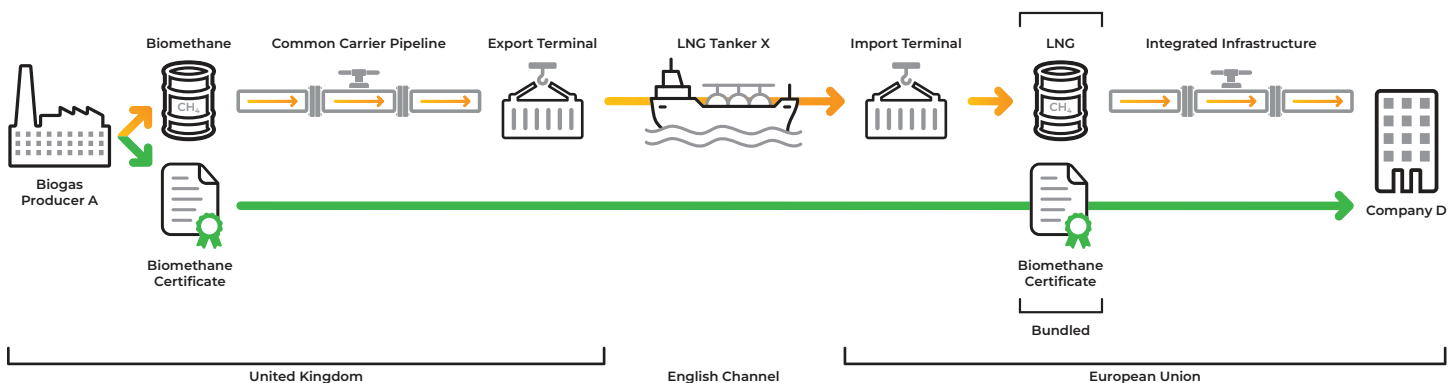 Biomethane
Common Carrier Pipeline
Export Terminal
LNG Tanker X
Import Terminal
LNG
Integrated Infrastructure
CH₄
CH₄
Biogas
Producer A
Company D
Biomethane
Certificate
Biomethane
Certificate
Bundled
United Kingdom
English Channel
European Union